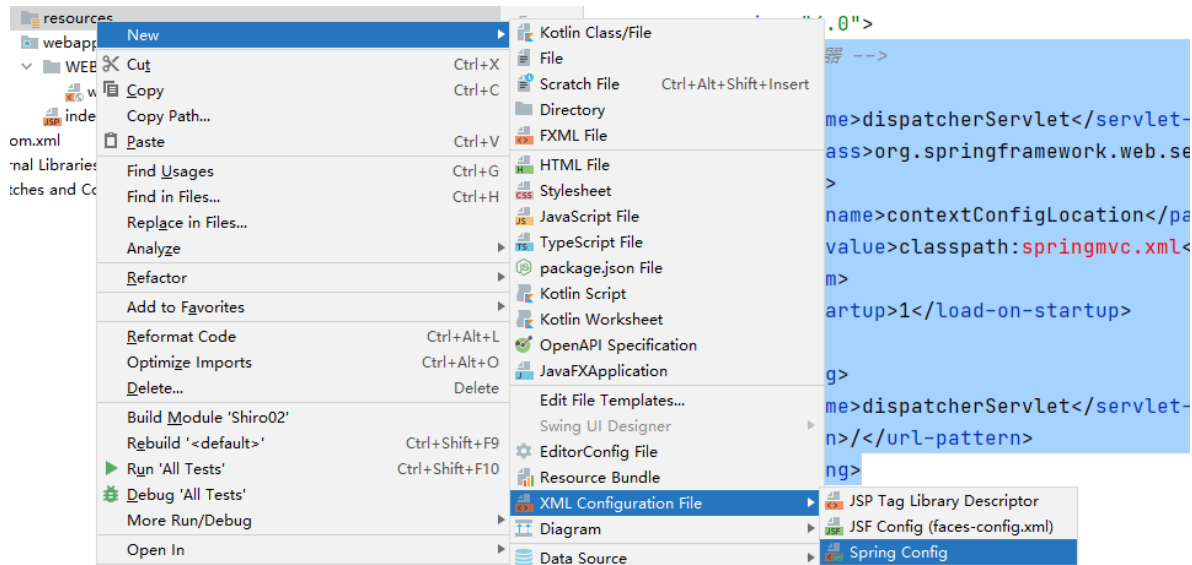 resources
webapp
WEB
w
inde
om.xml
rnal Libraries
tches and Co
New
Cut Ctrl+X
Copy Ctrl+C
Copy Path...
Paste Ctrl+V
Find Usages Ctrl+G
Find in Files... Ctrl+H
Replace in Files...
Analyze
Refactor
Add to Favorites
Reformat Code Ctrl+Alt+L
Optimize Imports Ctrl+Alt+O
Delete... Delete
Build Module 'Shiro02'
Rebuild '<default>' Ctrl+Shift+F9
Run 'All Tests' Ctrl+Shift+F10
Debug 'All Tests'
More Run/Debug
Open In
Kotlin Class/File
File
Scratch File Ctrl+Alt+Shift+Insert
Directory
FXML File
HTML File
Stylesheet
JavaScript File
TypeScript File
package.json File
Kotlin Script
Kotlin Worksheet
OpenAPI Specification
JavaFXApplication
Edit File Templates...
Swing UI Designer
EditorConfig File
Resource Bundle
XML Configuration File
Diagram
Data Source
JSP Tag Library Descriptor
JSF Config (faces-config.xml)
Spring Config
.0">
器 -->
me>dispatcherServlet</servlet-
ass>org.springframework.web.se
>
name>contextConfigLocation</pa
value>classpath:springmvc.xml<
m>
artup>1</load-on-startup>
g>
me>dispatcherServlet</servlet-
n>/</url-pattern>
ng>